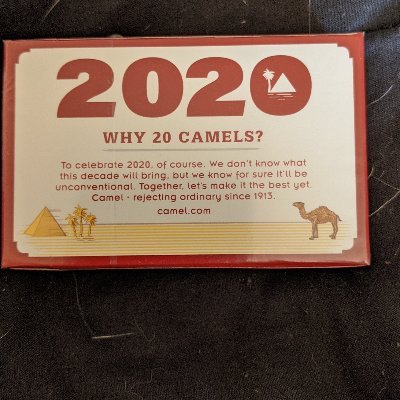 2020
WHY 20 CAMELS?
To celebrate 2020, of course. We don't know what
this decade will bring, but we know for sure it'll be
unconventional. Together, let's make it the best yet.
Camel • rejecting ordinary since 1913.
camel.com